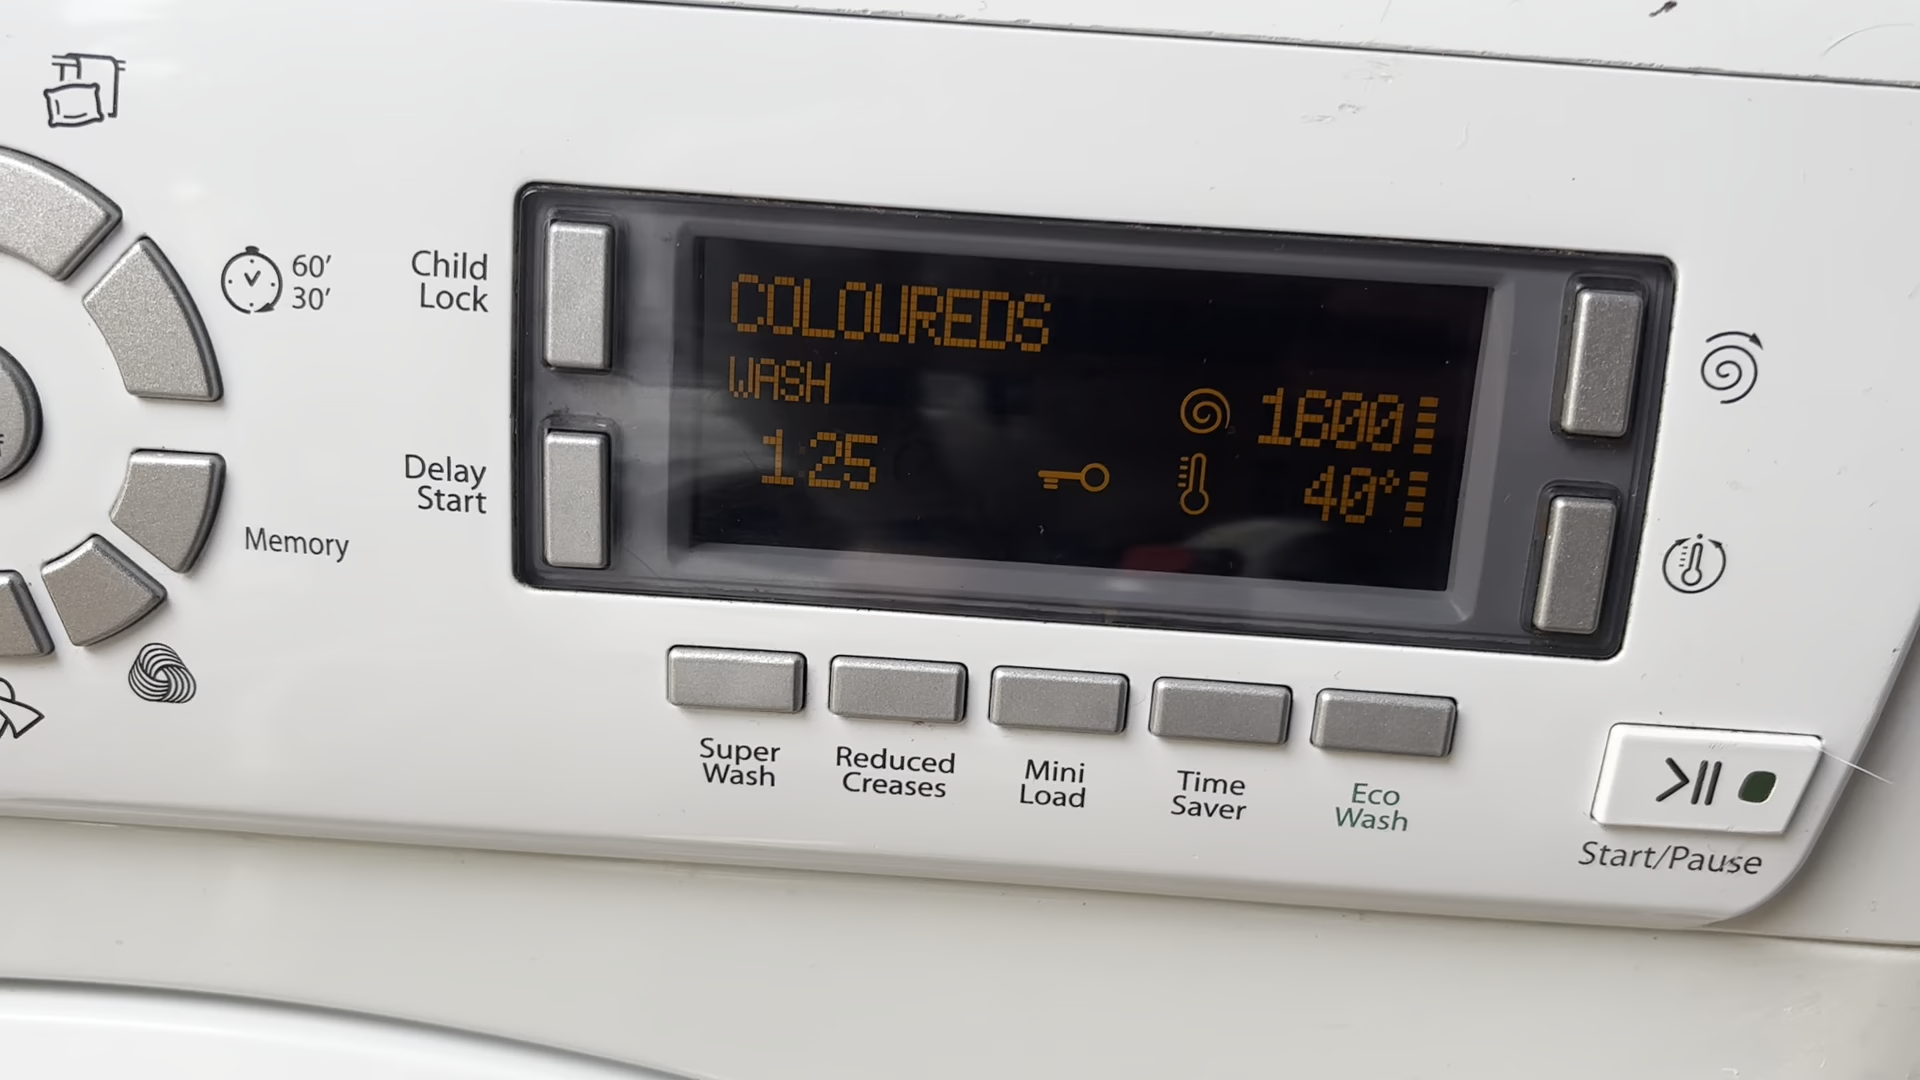 60'
30'
Child
Lock
Delay
Start
Memory
COLOUREDS
WASH
1:25
1600
40°
Super
Wash
Reduced
Creases
Mini
Load
Time
Saver
Eco
Wash
Start/Pause